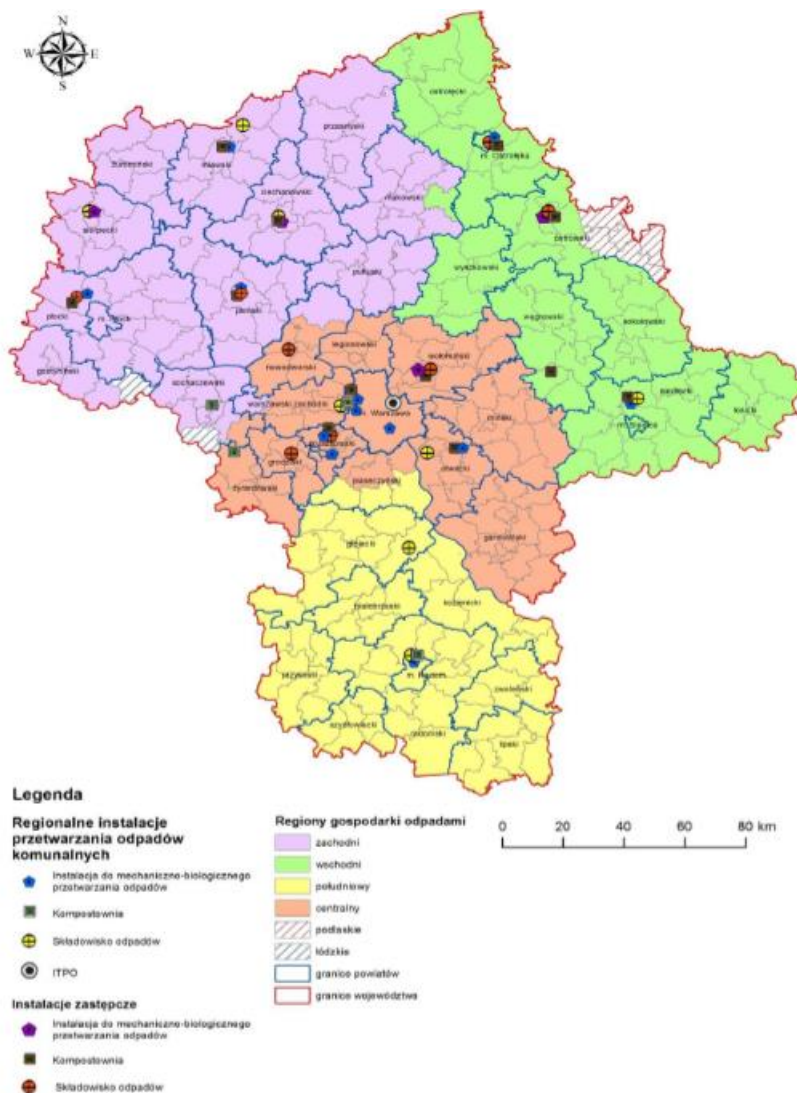 N
W E
S
ostrołęcki
przasnyski
m. Ostrołęka
żuromiński
mławski
ciechanowski
makowski
sierpecki
ostrowski
wyszkowski
pułtuski
płocki
m. Płock
płoński
węgrowski
sokołowski
gostyniński
legionowski
wołomiński
nowodworski
sochaczewski
warszawski zachodni
m. Warszawa
miński
siedlecki
łosicki
m. Siedlce
grodziski
otwocki
żyrardowski
piaseczyński
garwoliński
grójecki
białobrzeski
kozienicki
przysuski
m. Radom
zwoleński
szydłowiecki
radomski
lipski
Legenda
Regionalne instalacje
przetwarzania odpadów
komunalnych
Instalacja do mechaniczno-biologicznego
przetwarzania odpadów
Kompostownia
Składowisko odpadów
ITPO
Instalacje zastępcze
Instalacja do mechaniczno-biologicznego
przetwarzania odpadów
Kompostownia
Składowisko odpadów
Regiony gospodarki odpadami
zachodni
wschodni
południowy
centralny
podlaskie
łódzkie
granice powiatów
granice województwa
0 20 40 60 80 km